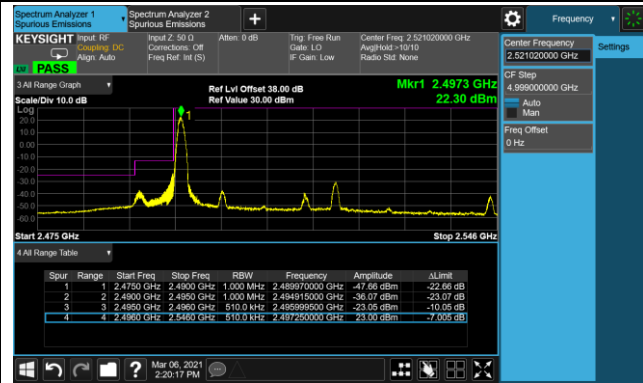 Spectrum Analyzer 1
Spurious Emissions
Spectrum Analyzer 2
Spurious Emissions
Frequency
KEYSIGHT
Input: RF
Coupling: DC
Align: Auto
Input Z: 50 Ω
Corrections: Off
Freq Ref: Int (S)
Atten: 0 dB
Trig: Free Run
Gate: LO
IF Gain: Low
Center Freq: 2.521020000 GHz
Avg|Hold:>10/10
Radio Std: None
PASS
Center Frequency
2.521020000 GHz
Settings
CF Step
4.999000000 GHz
Auto
Man
Freq Offset
0 Hz
3 All Range Graph
Ref Lvl Offset 38.00 dB
Mkr1 2.4973 GHz
Scale/Div 10.0 dB
Ref Value 30.00 dBm
22.30 dBm
Log
20.0
10.0
0.00
-10.0
-20.0
-30.0
-40.0
-50.0
-60.0
1
Start 2.475 GHz
Stop 2.546 GHz
4 All Range Table
Spur Range Start Freq Stop Freq RBW Frequency Amplitude ΔLimit
1 1 2.4750 GHz 2.4900 GHz 1.000 MHz 2.489970000 GHz -47.66 dBm -22.66 dB
2 2 2.4900 GHz 2.4950 GHz 1.000 MHz 2.494915000 GHz -36.07 dBm -23.07 dB
3 3 2.4950 GHz 2.4960 GHz 510.0 kHz 2.495999500 GHz -23.05 dBm -10.05 dB
4 4 2.4960 GHz 2.5460 GHz 510.0 kHz 2.497250000 GHz 23.00 dBm -7.005 dB
Mar 06, 2021
2:20:17 PM